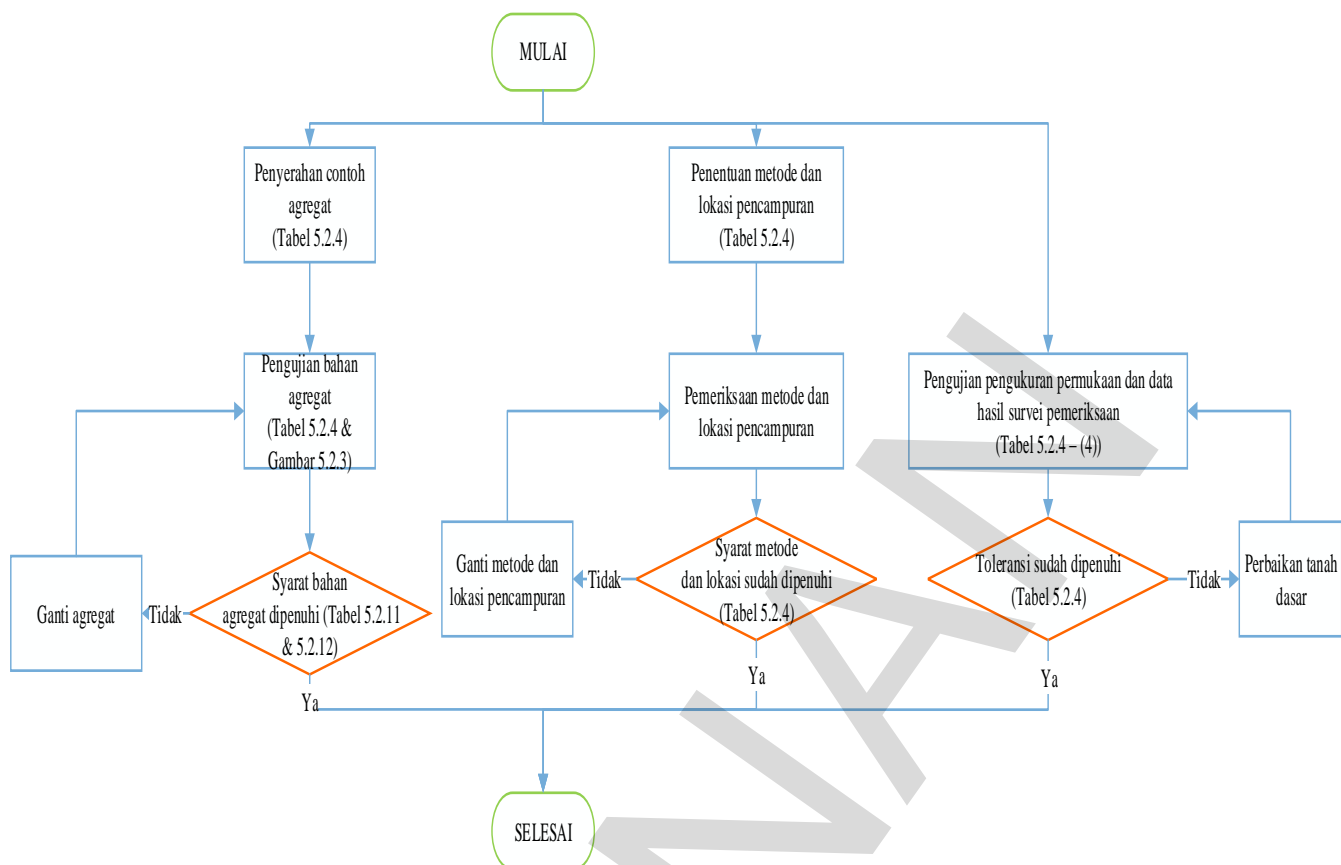 MULAI
Penyerahan contoh
agregat
(Tabel 5.2.4)
Penentuan metode dan
lokasi pencampuran
(Tabel 5.2.4)
Pengujian bahan
agregat
(Tabel 5.2.4 &
Gambar 5.2.3)
Pemeriksaan metode dan
lokasi pencampuran
Pengujian pengukuran permukaan dan data
hasil survei pemeriksaan
(Tabel 5.2.4 – (4))
Ganti agregat
Tidak
Syarat bahan
agregat dipenuhi (Tabel 5.2.11
& 5.2.12)
Ya
Ganti metode dan
lokasi pencampuran
Tidak
Syarat metode
dan lokasi sudah dipenuhi
(Tabel 5.2.4)
Ya
Toleransi sudah dipenuhi
(Tabel 5.2.4)
Tidak
Perbaikan tanah
dasar
Ya
SELESAI